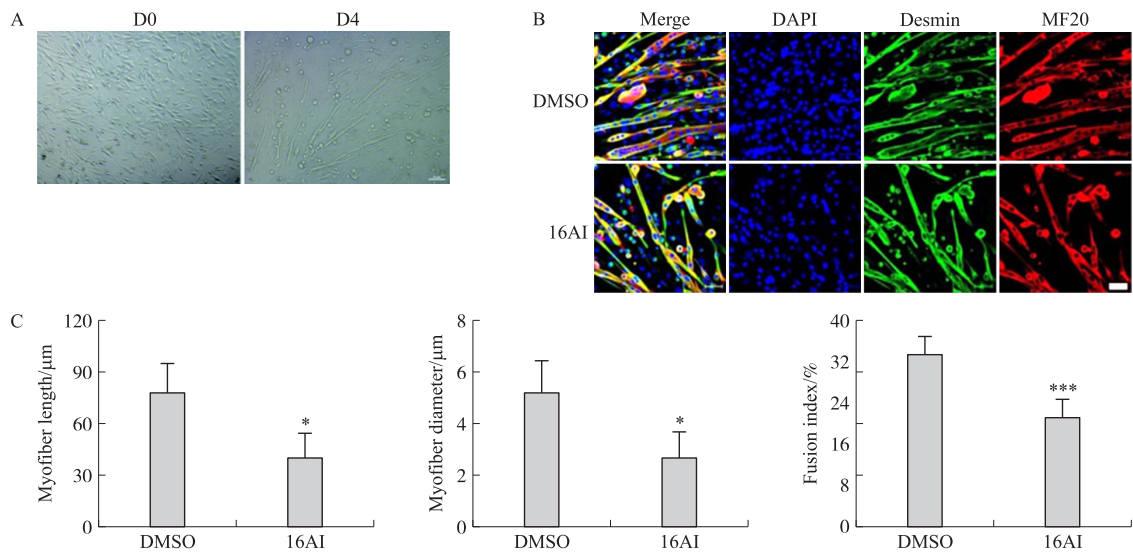 A
D0
D4
B
Merge
DAPI
Desmin
MF20
DMSO
16AI
C
Myofiber length/μm
120
90
60
30
0
*
DMSO
16AI
Myofiber diameter/μm
8
6
4
2
0
*
DMSO
16AI
Fusion index/%
40
32
24
16
8
0
***
DMSO
16AI